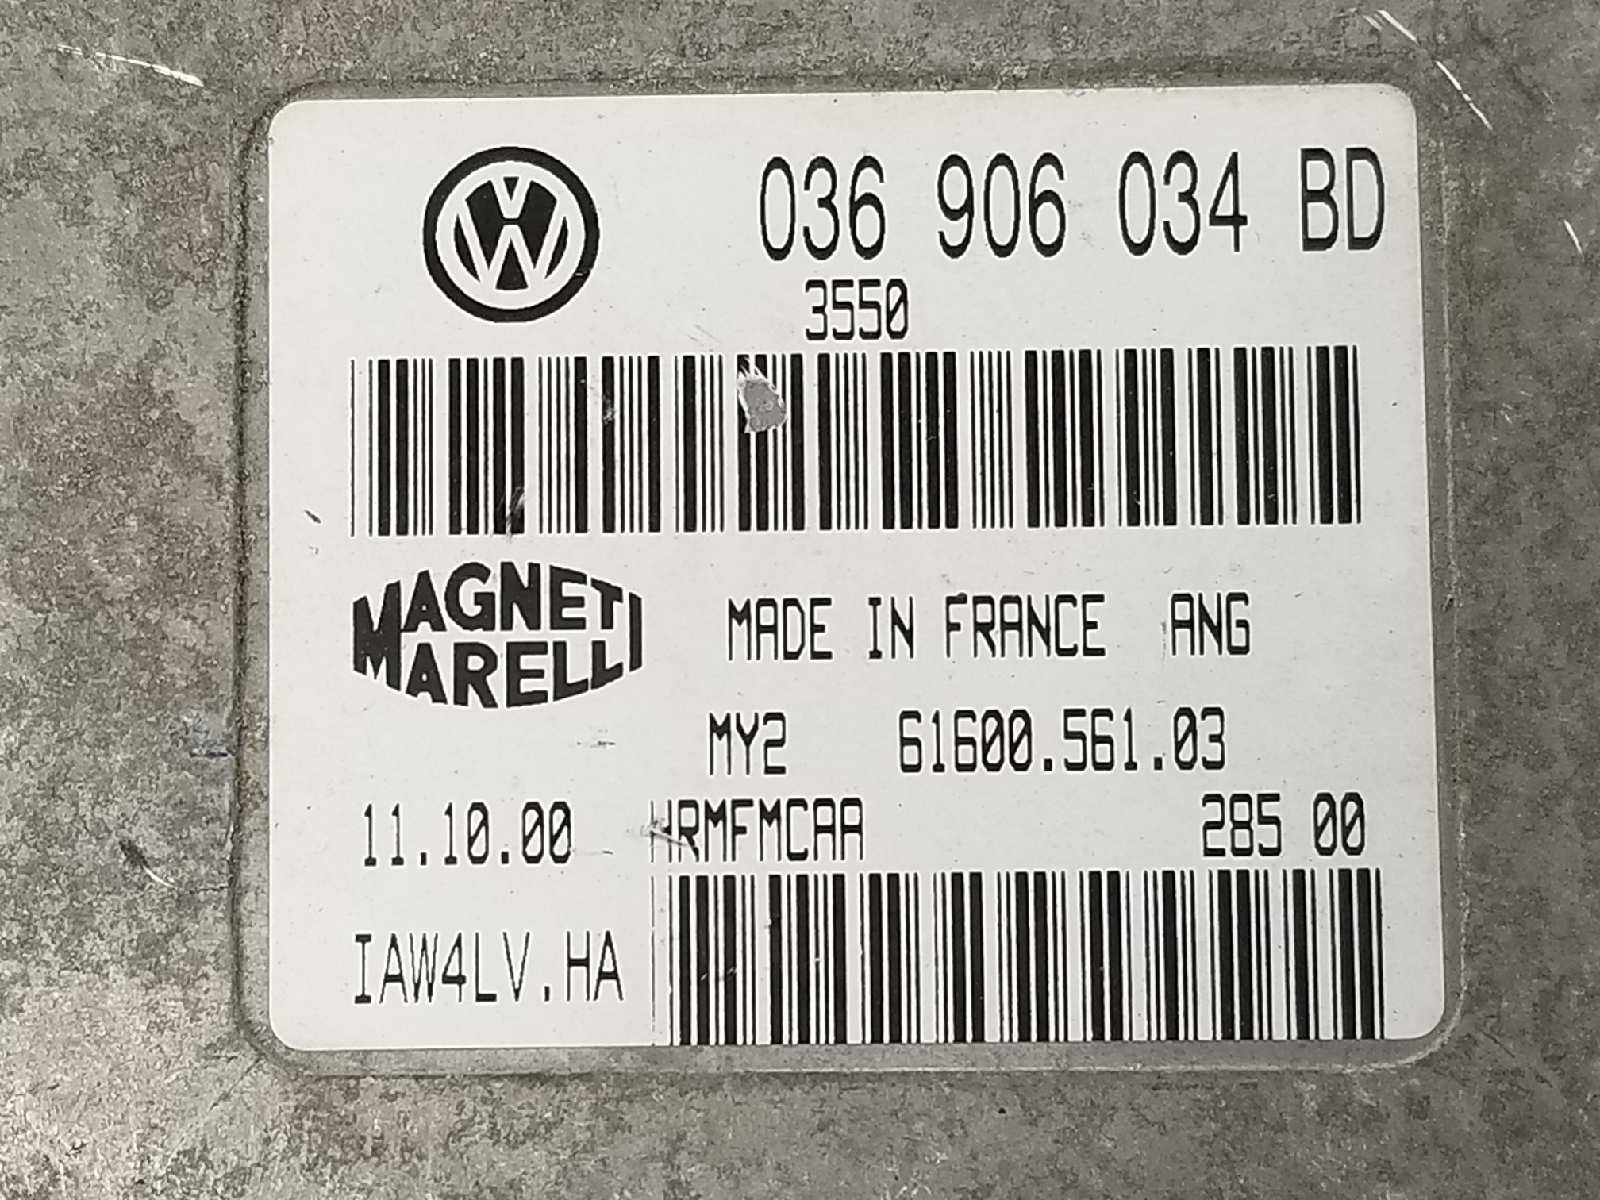 036 906 034 BD
3550
MAGNETI
MARELLI
MADE IN FRANCE ANG
MY2 61600.561.03
11.10.00 HRMFMCAA 285 00
IAW4LV.HA